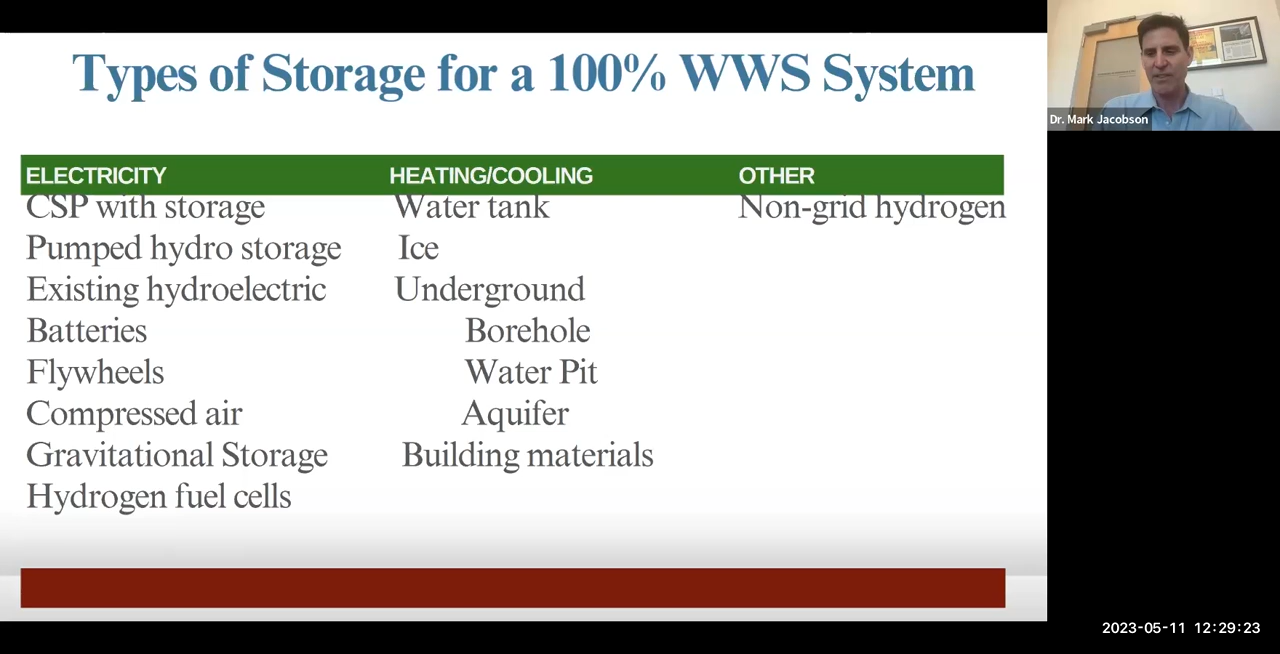 Types of Storage for a 100% WWS System
Dr. Mark Jacobson
ELECTRICITY HEATING/COOLING OTHER
CSP with storage Water tank Non-grid hydrogen
Pumped hydro storage Ice
Existing hydroelectric Underground
Batteries Borehole
Flywheels Water Pit
Compressed air Aquifer
Gravitational Storage Building materials
Hydrogen fuel cells
2023-05-11 12:29:23